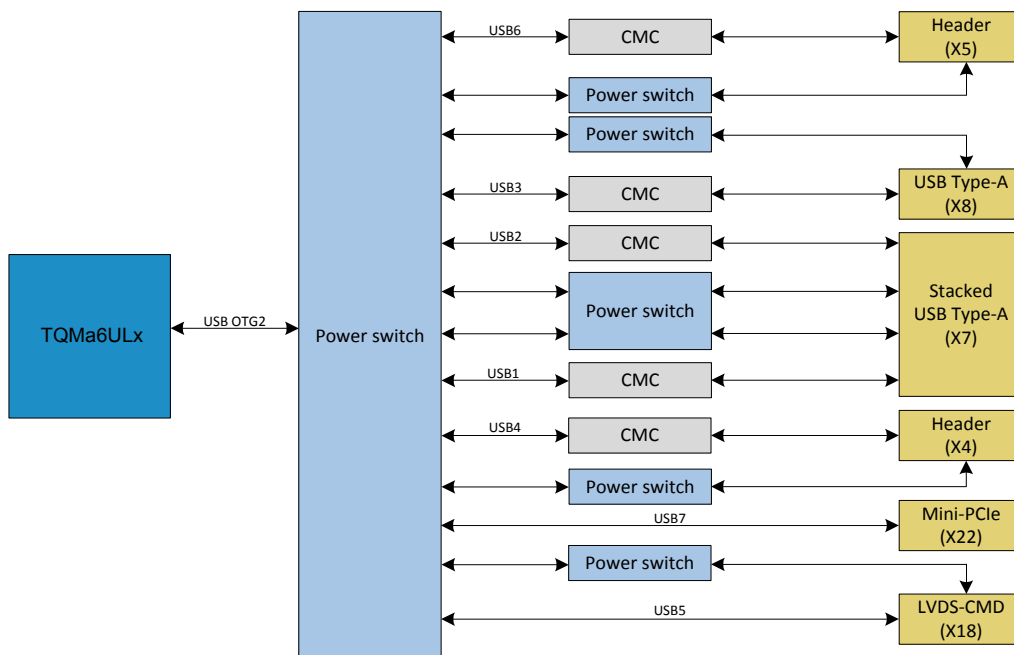 USB6
CMC
Header
(X5)
Power switch
Power switch
USB3
CMC
USB Type-A
(X8)
USB2
CMC
TQMa6ULx
USB OTG2
Power switch
Power switch
Stacked
USB Type-A
(X7)
USB1
CMC
USB4
CMC
Header
(X4)
Power switch
USB7
Mini-PCIe
(X22)
Power switch
USB5
LVDS-CMD
(X18)